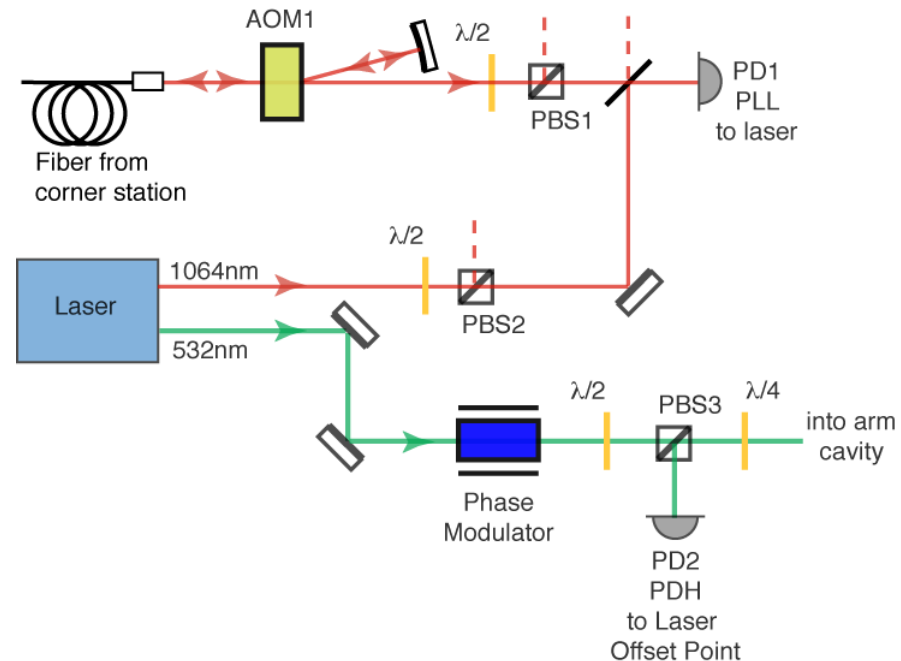 AOM1
λ/2
PBS1
PD1
PLL
to laser
Fiber from
corner station
λ/2
1064nm
PBS2
Laser
532nm
λ/2
PBS3
λ/4
into arm
cavity
Phase
Modulator
PD2
PDH
to Laser
Offset Point